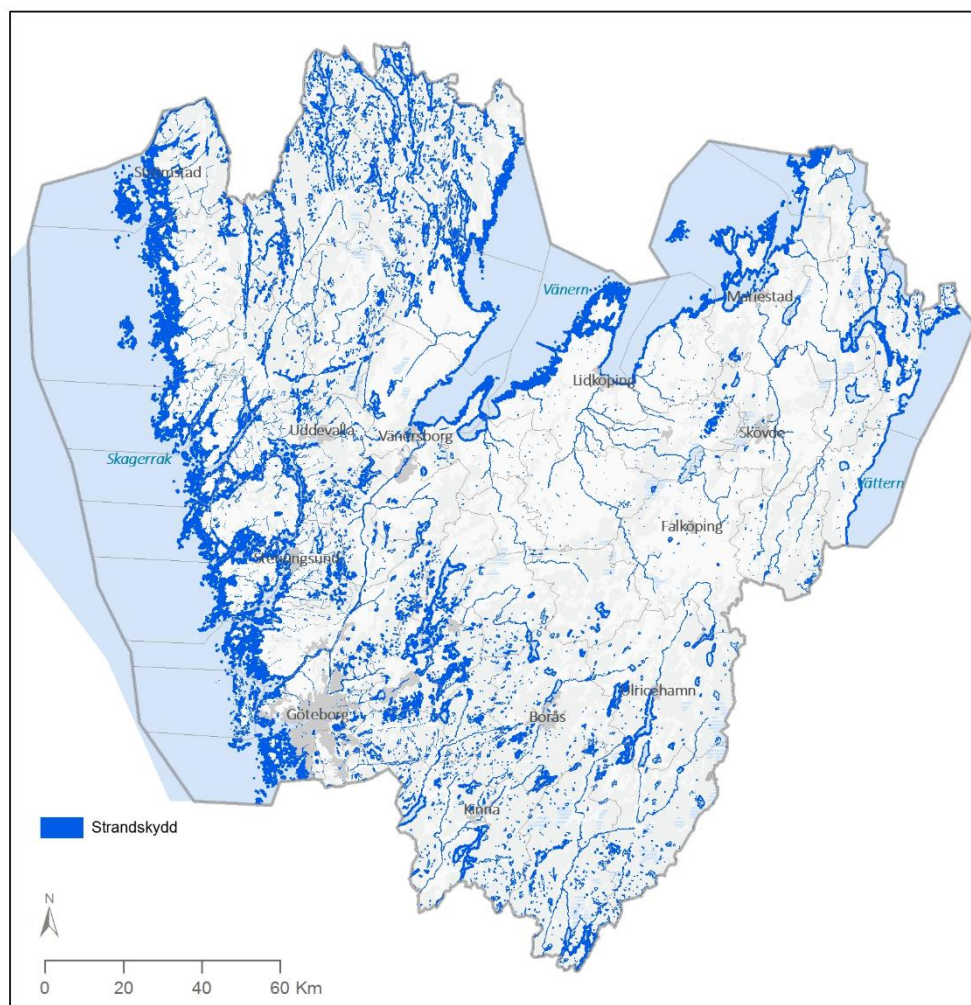 Strömstad
Vänern
Mariestad
Lidköping
Uddevalla
Vänersborg
Skövde
Skagerrak
Vättern
Falköping
Stenungsund
Ulricehamn
Göteborg
Borås
Kinna
Strandskydd
N
0 20 40 60 Km